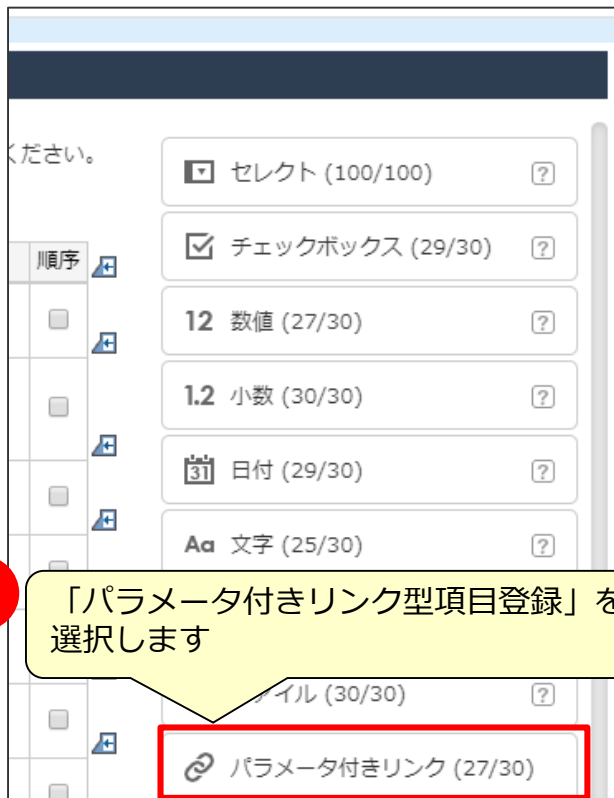 ください。
順序
セレクト (100/100)
?
チェックボックス (29/30)
?
12 数値 (27/30)
?
1.2 小数 (30/30)
?
31 日付 (29/30)
?
Aa 文字 (25/30)
?
「パラメータ付きリンク型項目登録」を
選択します
イル (30/30)
?
パラメータ付きリンク (27/30)